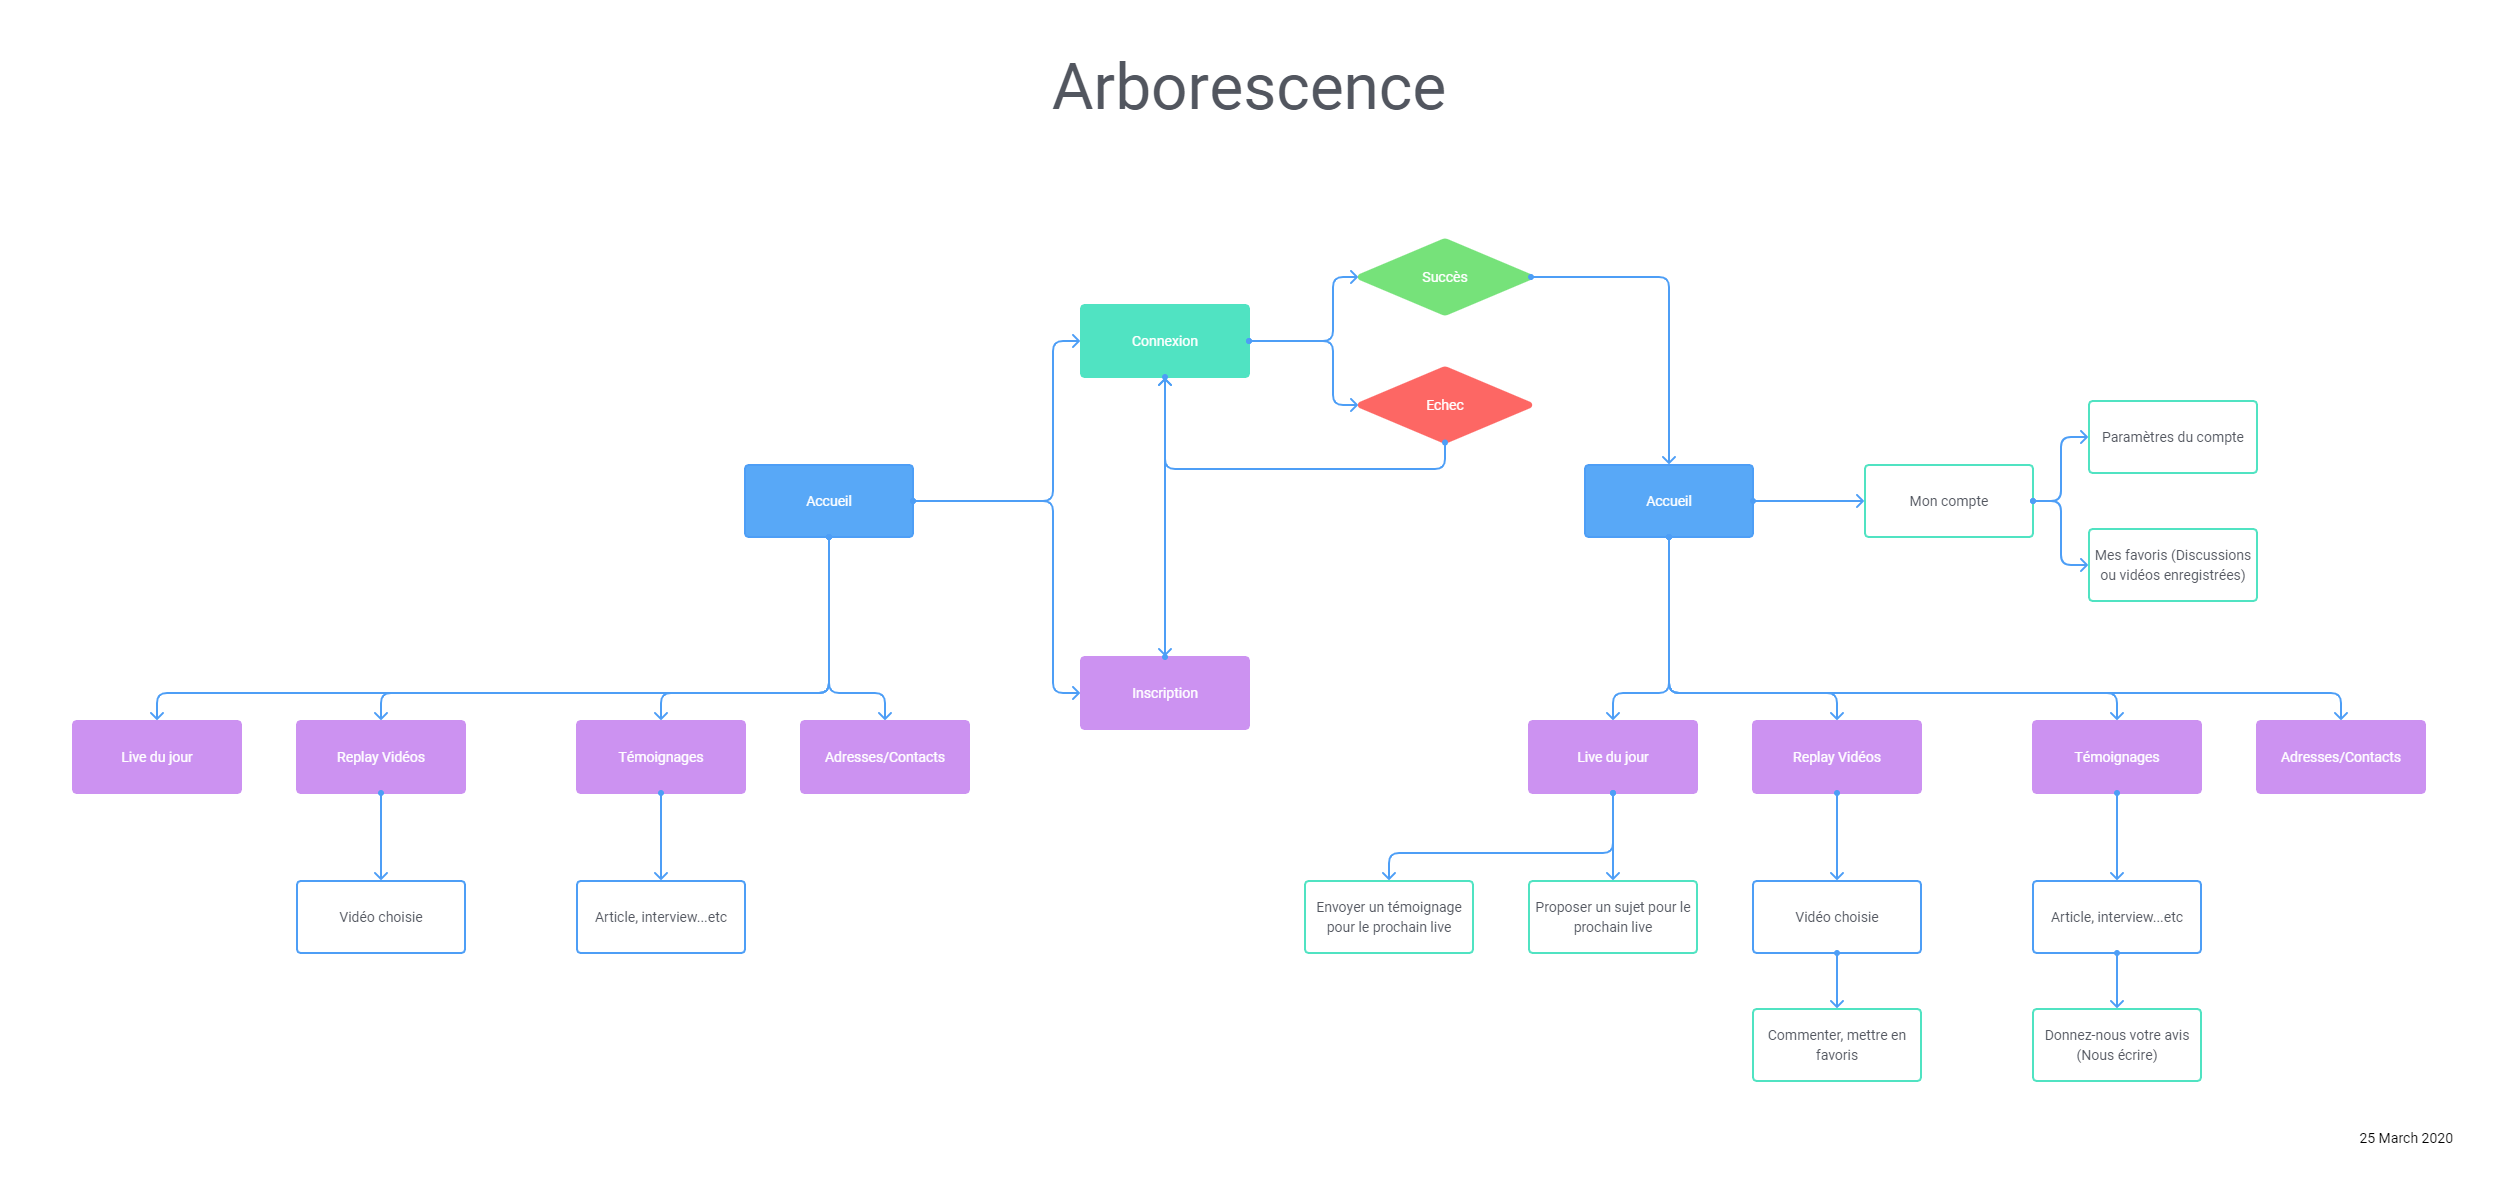 Arborescence
Succès
Connexion
Echec
Paramètres du compte
Accueil
Accueil
Mon compte
Mes favoris (Discussions
ou vidéos enregistrées)
Inscription
Live du jour
Replay Vidéos
Témoignages
Adresses/Contacts
Live du jour
Replay Vidéos
Témoignages
Adresses/Contacts
Vidéo choisie
Article, interview...etc
Envoyer un témoignage
pour le prochain live
Proposer un sujet pour le
prochain live
Vidéo choisie
Article, interview...etc
Commenter, mettre en
favoris
Donnez-nous votre avis
(Nous écrire)
25 March 2020